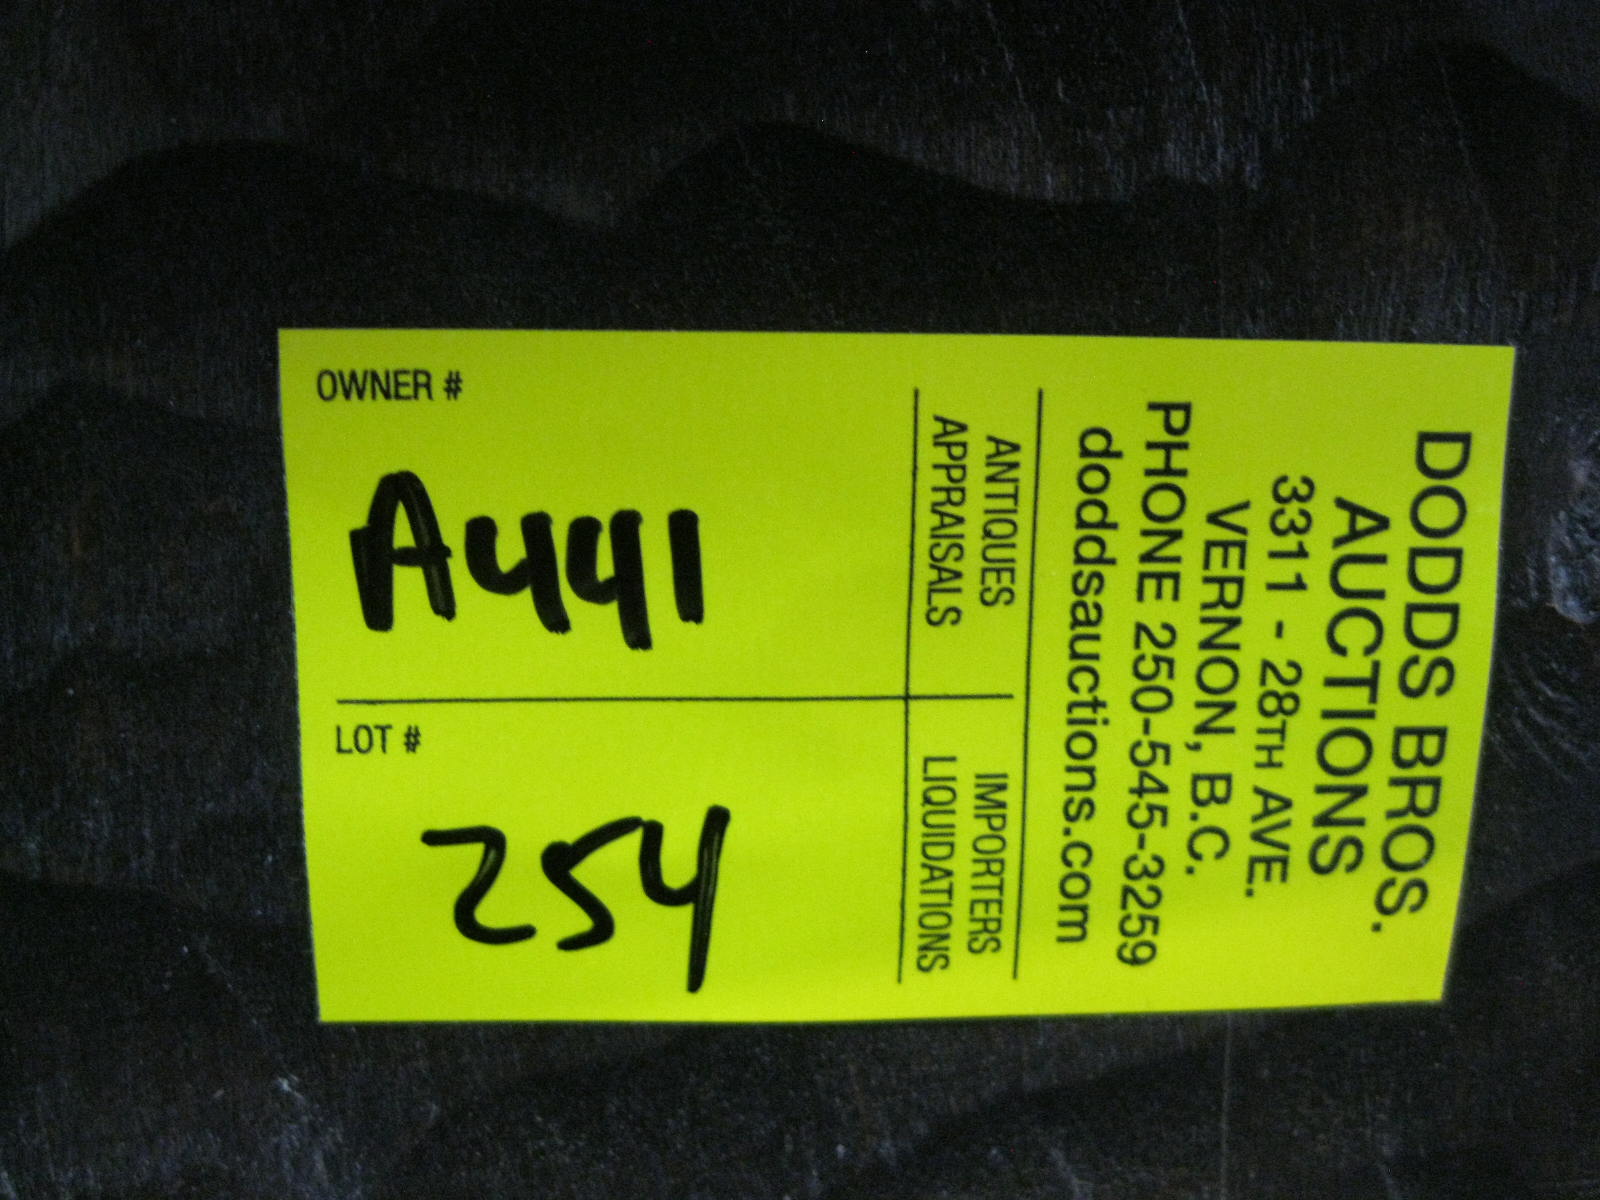 DODDS BROS.
AUCTIONS
3311 - 28TH AVE.
VERNON, B.C.
PHONE 250-545-3259
doddsauctions.com
ANTIQUES
APPRAISALS
IMPORTERS
LIQUIDATIONS
OWNER #
A441
LOT #
254